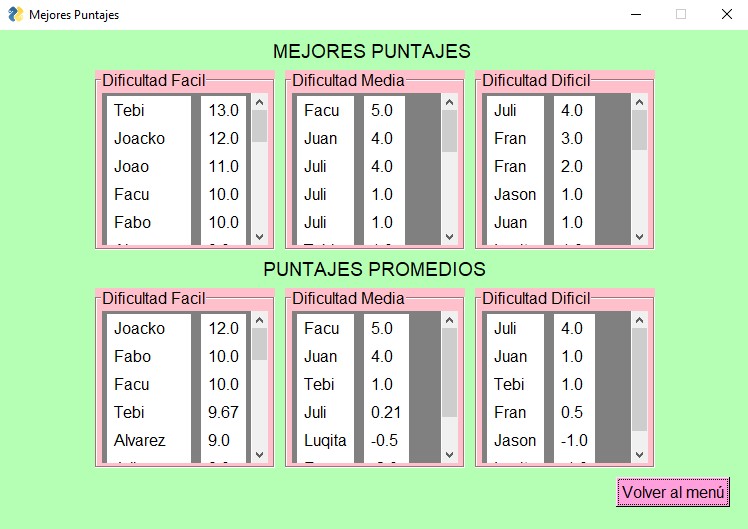 Mejores Puntajes
MEJORES PUNTAJES
Dificultad Facil
Tebi 13.0
Joacko 12.0
Joao 11.0
Facu 10.0
Fabo 10.0
Dificultad Media
Facu 5.0
Juan 4.0
Juli 4.0
Juli 1.0
Juli 1.0
Dificultad Dificil
Juli 4.0
Fran 3.0
Fran 2.0
Jason 1.0
Juan 1.0
PUNTAJES PROMEDIOS
Dificultad Facil
Joacko 12.0
Fabo 10.0
Facu 10.0
Tebi 9.67
Alvarez 9.0
Dificultad Media
Facu 5.0
Juan 4.0
Tebi 1.0
Juli 0.21
Luqita -0.5
Dificultad Dificil
Juli 4.0
Juan 1.0
Tebi 1.0
Fran 0.5
Jason -1.0
Volver al menú